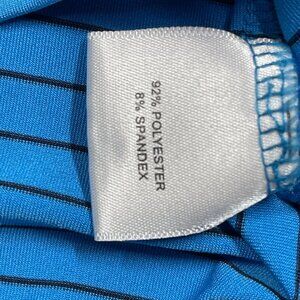 92% POLYESTER
8% SPANDEX